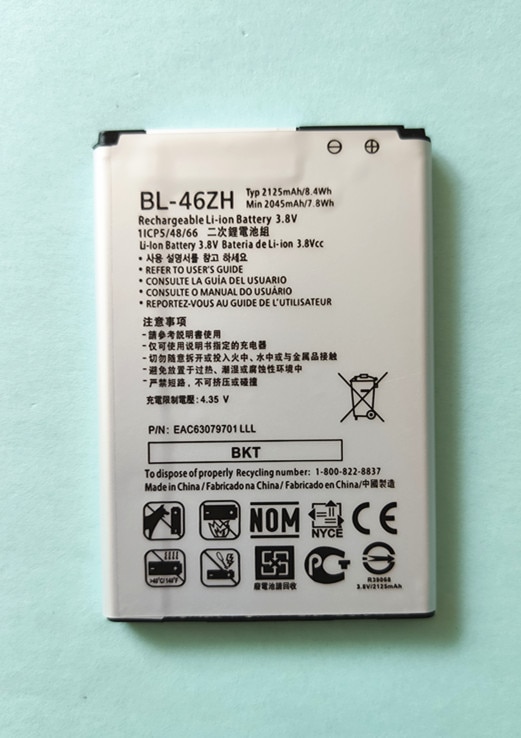 ⊖ ⊕
BL-46ZH Typ 2125mAh/8.4Wh
Min 2045mAh/7.8Wh
Rechargeable Li-ion Battery 3.8V
1ICP5/48/66 二次鋰電池組
Li-Ion Battery 3.8V Bateria de Li-ion 3.8Vcc
• 사용 설명서를 참고 하세요
• REFER TO USER'S GUIDE
• CONSULTE LA GUÍA DEL USUARIO
• CONSULTE O MANUAL DO USUÁRIO
• REPORTEZ-VOUS AU GUIDE DE L'UTILISATEUR
注意事項
-請參考說明書使用
-仅可使用说明书指定的充电器
-切勿随意拆开或投入火中、水中或与金属品接触
-避免放置于过热、潮湿或腐蚀性环境中
-严禁短路，不可挤压或碰撞
充電限制電壓: 4.35 V
P/N: EAC63079701 LLL
BKT
To dispose of properly Recycling number: 1-800-822-8837
Made in China / Fabricado na China / Fabricado en China/中國製造
NOM NYCE CE
廢電池請回收 PCT
R39068
3.8V/2125mAh